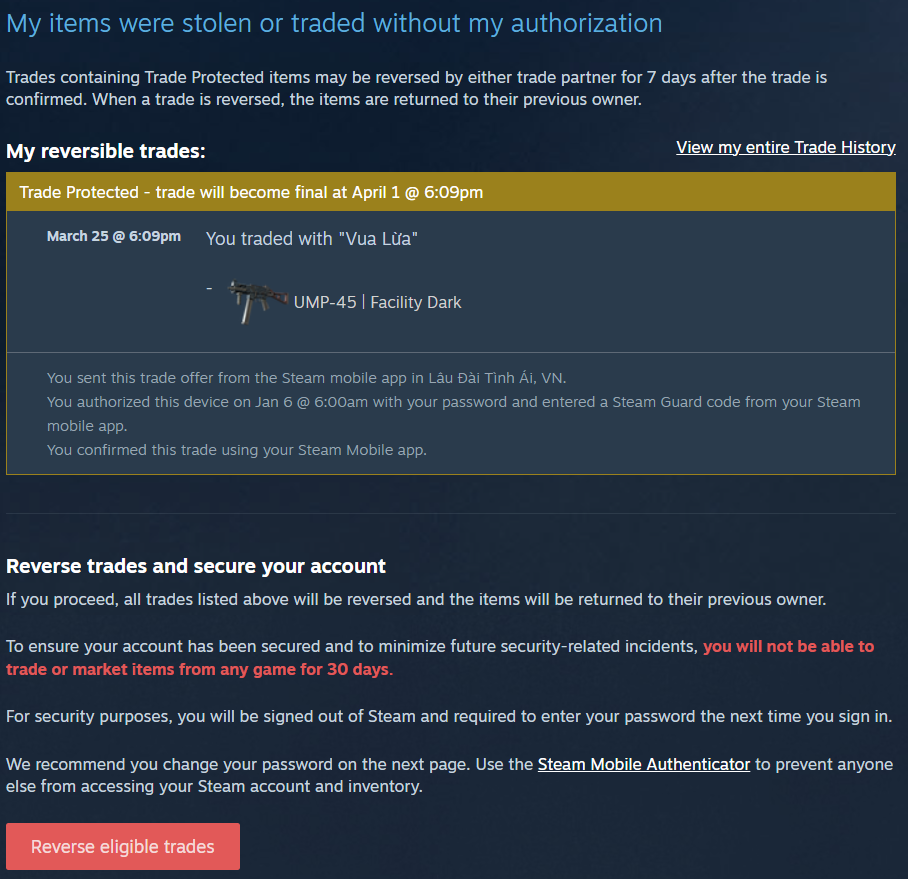 My items were stolen or traded without my authorization
Trades containing Trade Protected items may be reversed by either trade partner for 7 days after the trade is
confirmed. When a trade is reversed, the items are returned to their previous owner.
My reversible trades:
View my entire Trade History
Trade Protected - trade will become final at April 1 @ 6:09pm
March 25 @ 6:09pm
You traded with "Vua Lừa"
-
UMP-45 | Facility Dark
You sent this trade offer from the Steam mobile app in Lâu Đài Tình Ái, VN.
You authorized this device on Jan 6 @ 6:00am with your password and entered a Steam Guard code from your Steam
mobile app.
You confirmed this trade using your Steam Mobile app.
Reverse trades and secure your account
If you proceed, all trades listed above will be reversed and the items will be returned to their previous owner.
To ensure your account has been secured and to minimize future security-related incidents, you will not be able to
trade or market items from any game for 30 days.
For security purposes, you will be signed out of Steam and required to enter your password the next time you sign in.
We recommend you change your password on the next page. Use the Steam Mobile Authenticator to prevent anyone
else from accessing your Steam account and inventory.
Reverse eligible trades